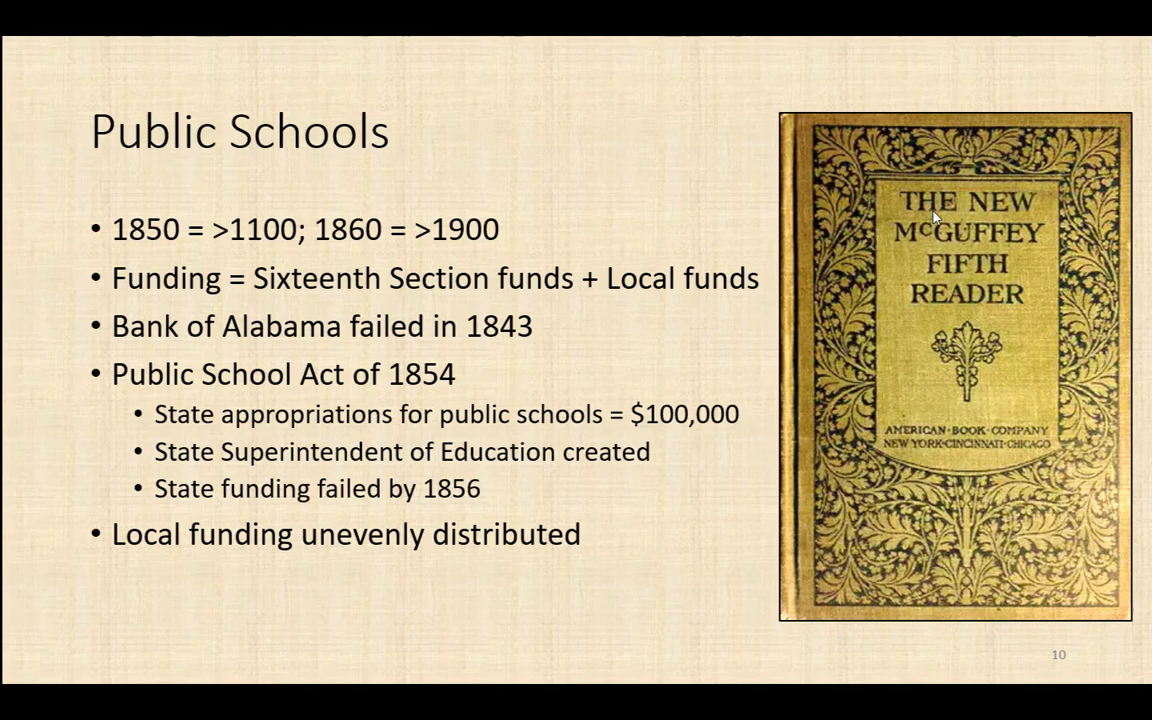 Public Schools
• 1850 = >1100; 1860 = >1900
• Funding = Sixteenth Section funds + Local funds
• Bank of Alabama failed in 1843
• Public School Act of 1854
• State appropriations for public schools = $100,000
• State Superintendent of Education created
• State funding failed by 1856
• Local funding unevenly distributed
THE NEW
McGUFFEY
FIFTH
READER
AMERICAN·BOOK·COMPANY
NEW YORK·CINCINNATI·CHICAGO
10